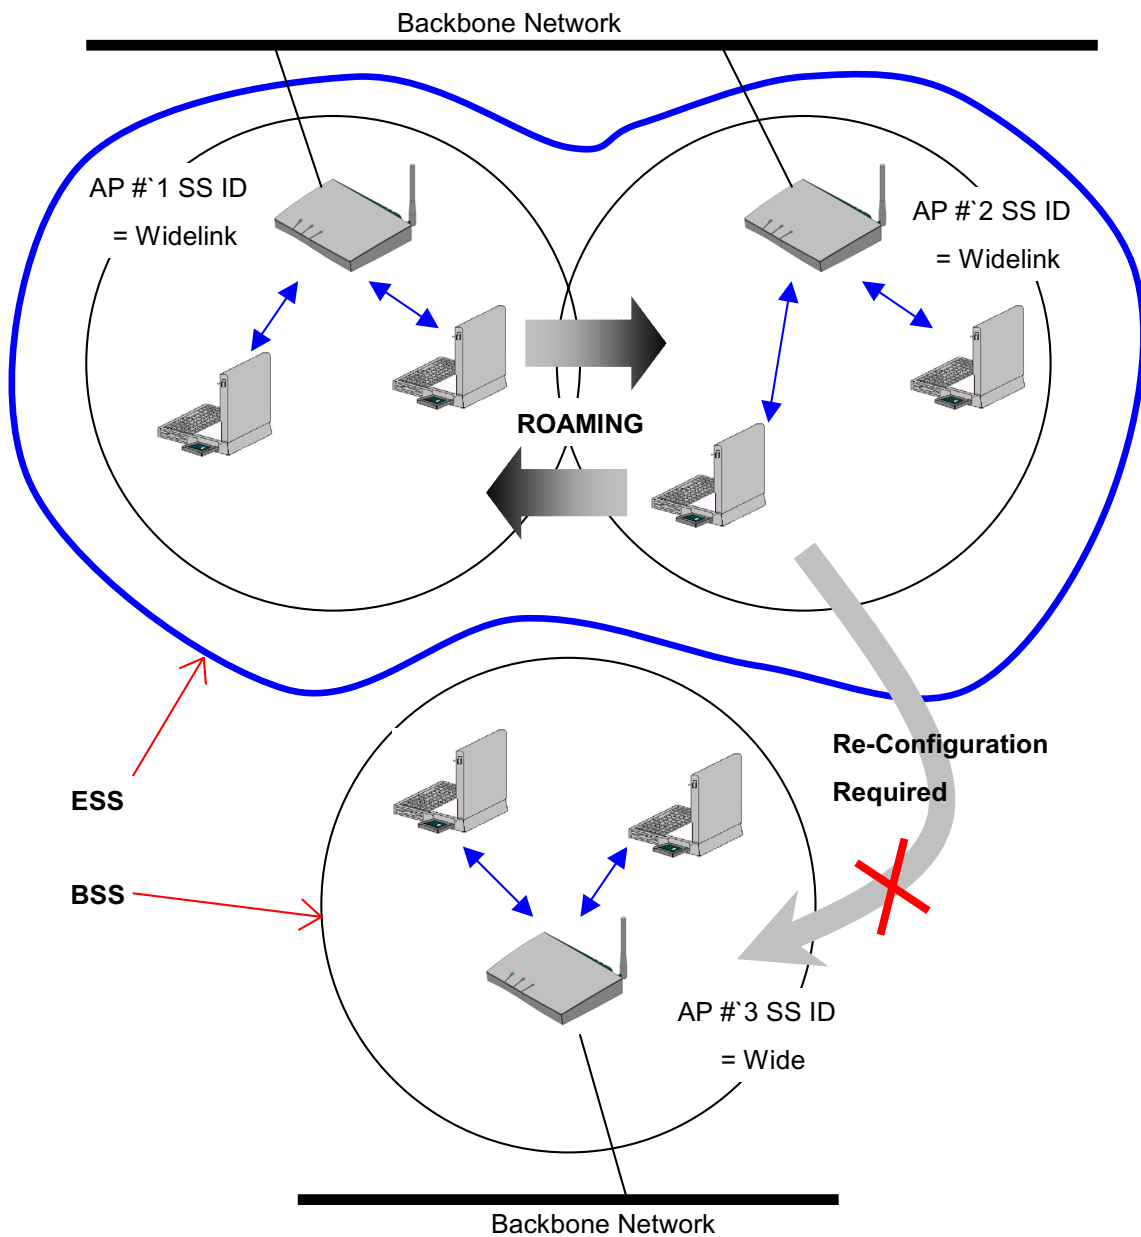 Backbone Network
AP #`1 SS ID
= Widelink
AP #`2 SS ID
= Widelink
ROAMING
Re-Configuration
Required
ESS
BSS
AP #`3 SS ID
= Wide
Backbone Network